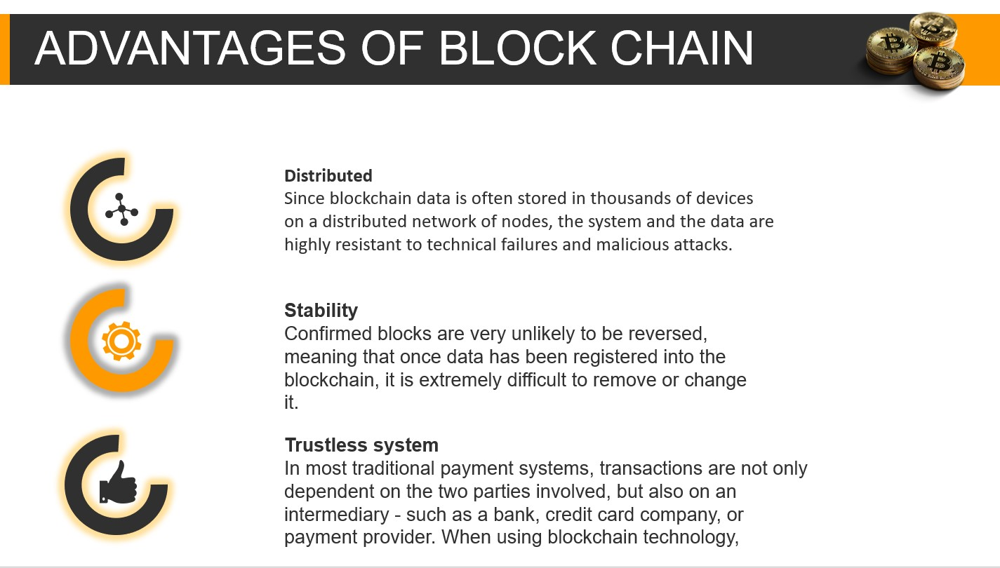 ADVANTAGES OF BLOCK CHAIN
Distributed
Since blockchain data is often stored in thousands of devices
on a distributed network of nodes, the system and the data are
highly resistant to technical failures and malicious attacks.
Stability
Confirmed blocks are very unlikely to be reversed,
meaning that once data has been registered into the
blockchain, it is extremely difficult to remove or change
it.
Trustless system
In most traditional payment systems, transactions are not only
dependent on the two parties involved, but also on an
intermediary - such as a bank, credit card company, or
payment provider. When using blockchain technology,